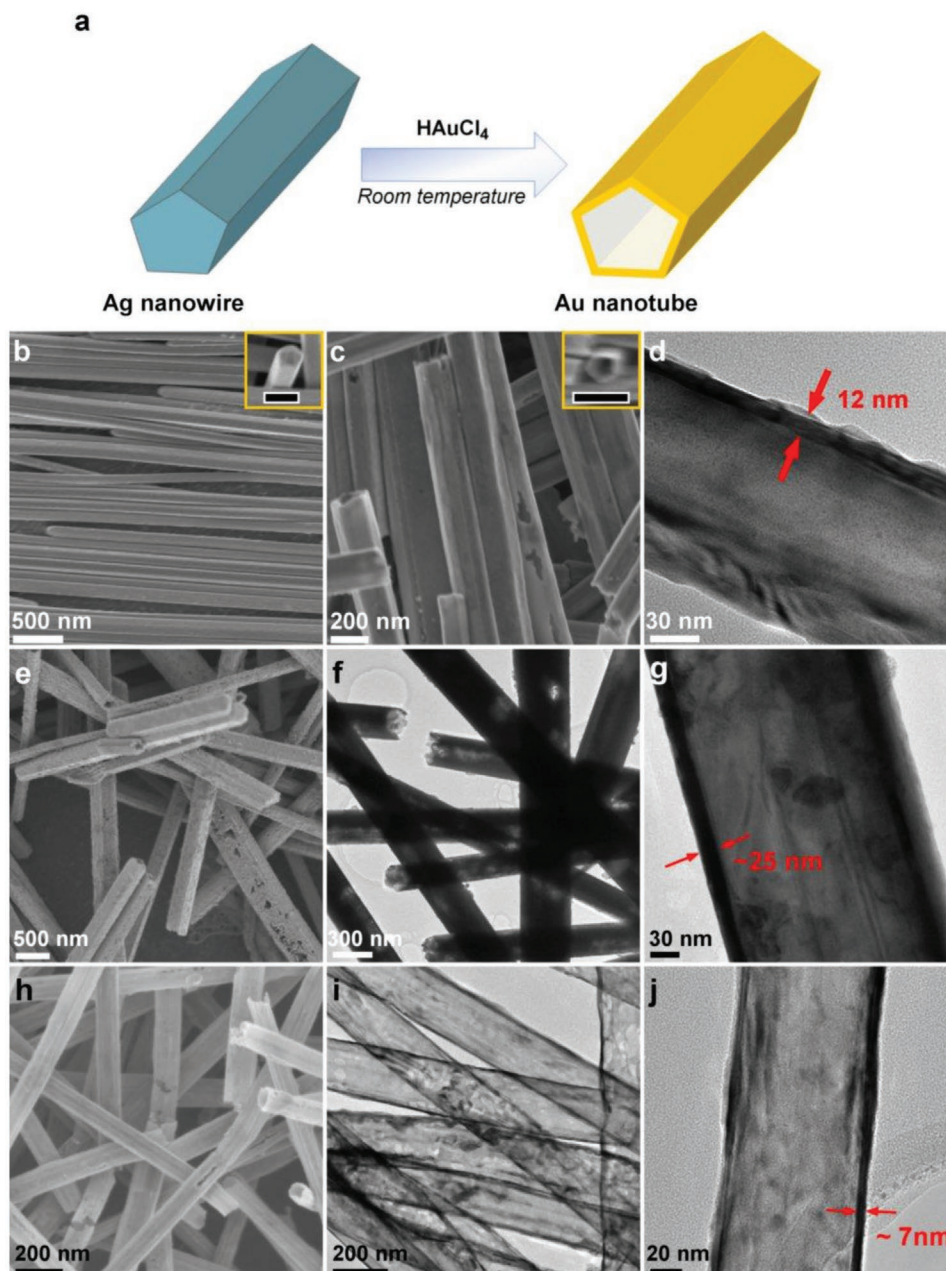 a
HAuCl₄
Room temperature
Ag nanowire
Au nanotube
b
500 nm
c
200 nm
d
12 nm
30 nm
e
500 nm
f
300 nm
g
~25 nm
30 nm
h
200 nm
i
200 nm
j
~ 7nm
20 nm